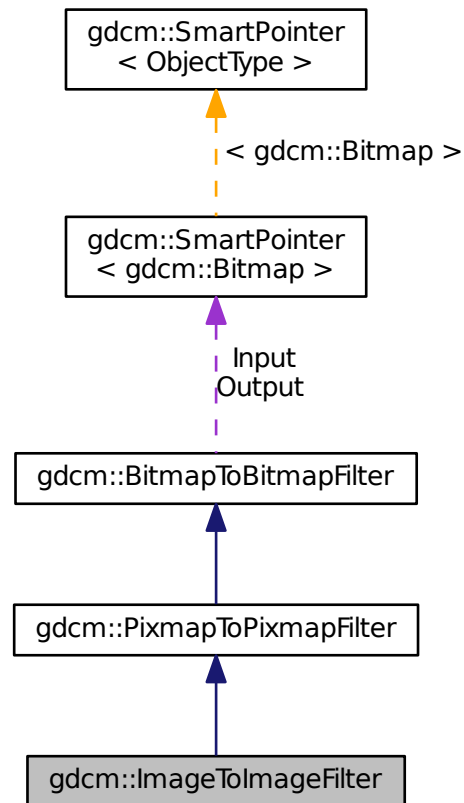 gdcm::SmartPointer
< ObjectType >
< gdcm::Bitmap >
gdcm::SmartPointer
< gdcm::Bitmap >
Input
Output
gdcm::BitmapToBitmapFilter
gdcm::PixmapToPixmapFilter
gdcm::ImageToImageFilter